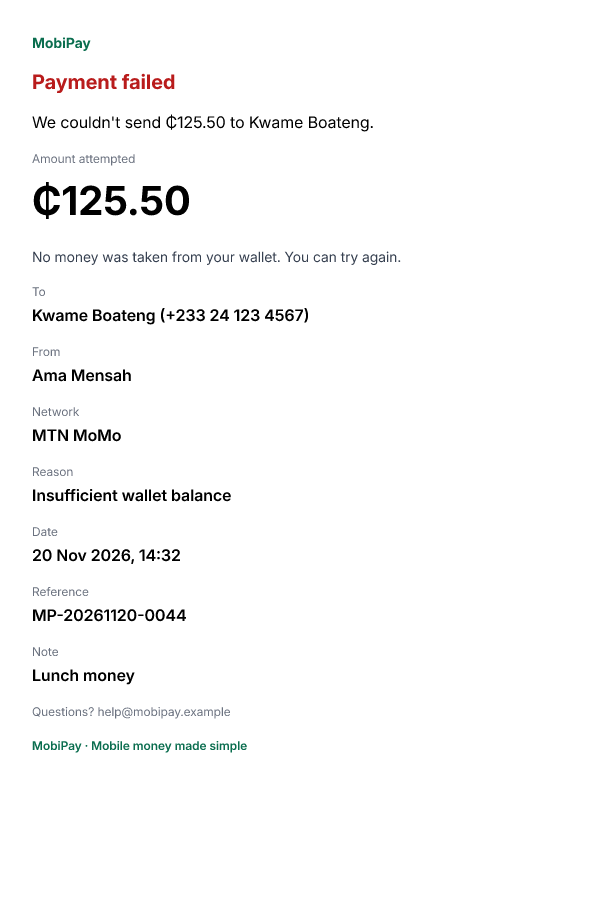 MobiPay
Payment failed
We couldn't send ₵125.50 to Kwame Boateng.
Amount attempted
₵125.50
No money was taken from your wallet. You can try again.
To
Kwame Boateng (+233 24 123 4567)
From
Ama Mensah
Network
MTN MoMo
Reason
Insufficient wallet balance
Date
20 Nov 2026, 14:32
Reference
MP-20261120-0044
Note
Lunch money
Questions? help@mobipay.example
MobiPay · Mobile money made simple